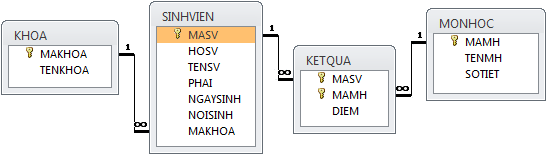 KHOA
MAKHOA
TENKHOA
1
∞
SINHVIEN
MASV
HOSV
TENSV
PHAI
NGAYSINH
NOISINH
MAKHOA
1
∞
KETQUA
MASV
MAMH
DIEM
1
∞
MONHOC
MAMH
TENMH
SOTIET